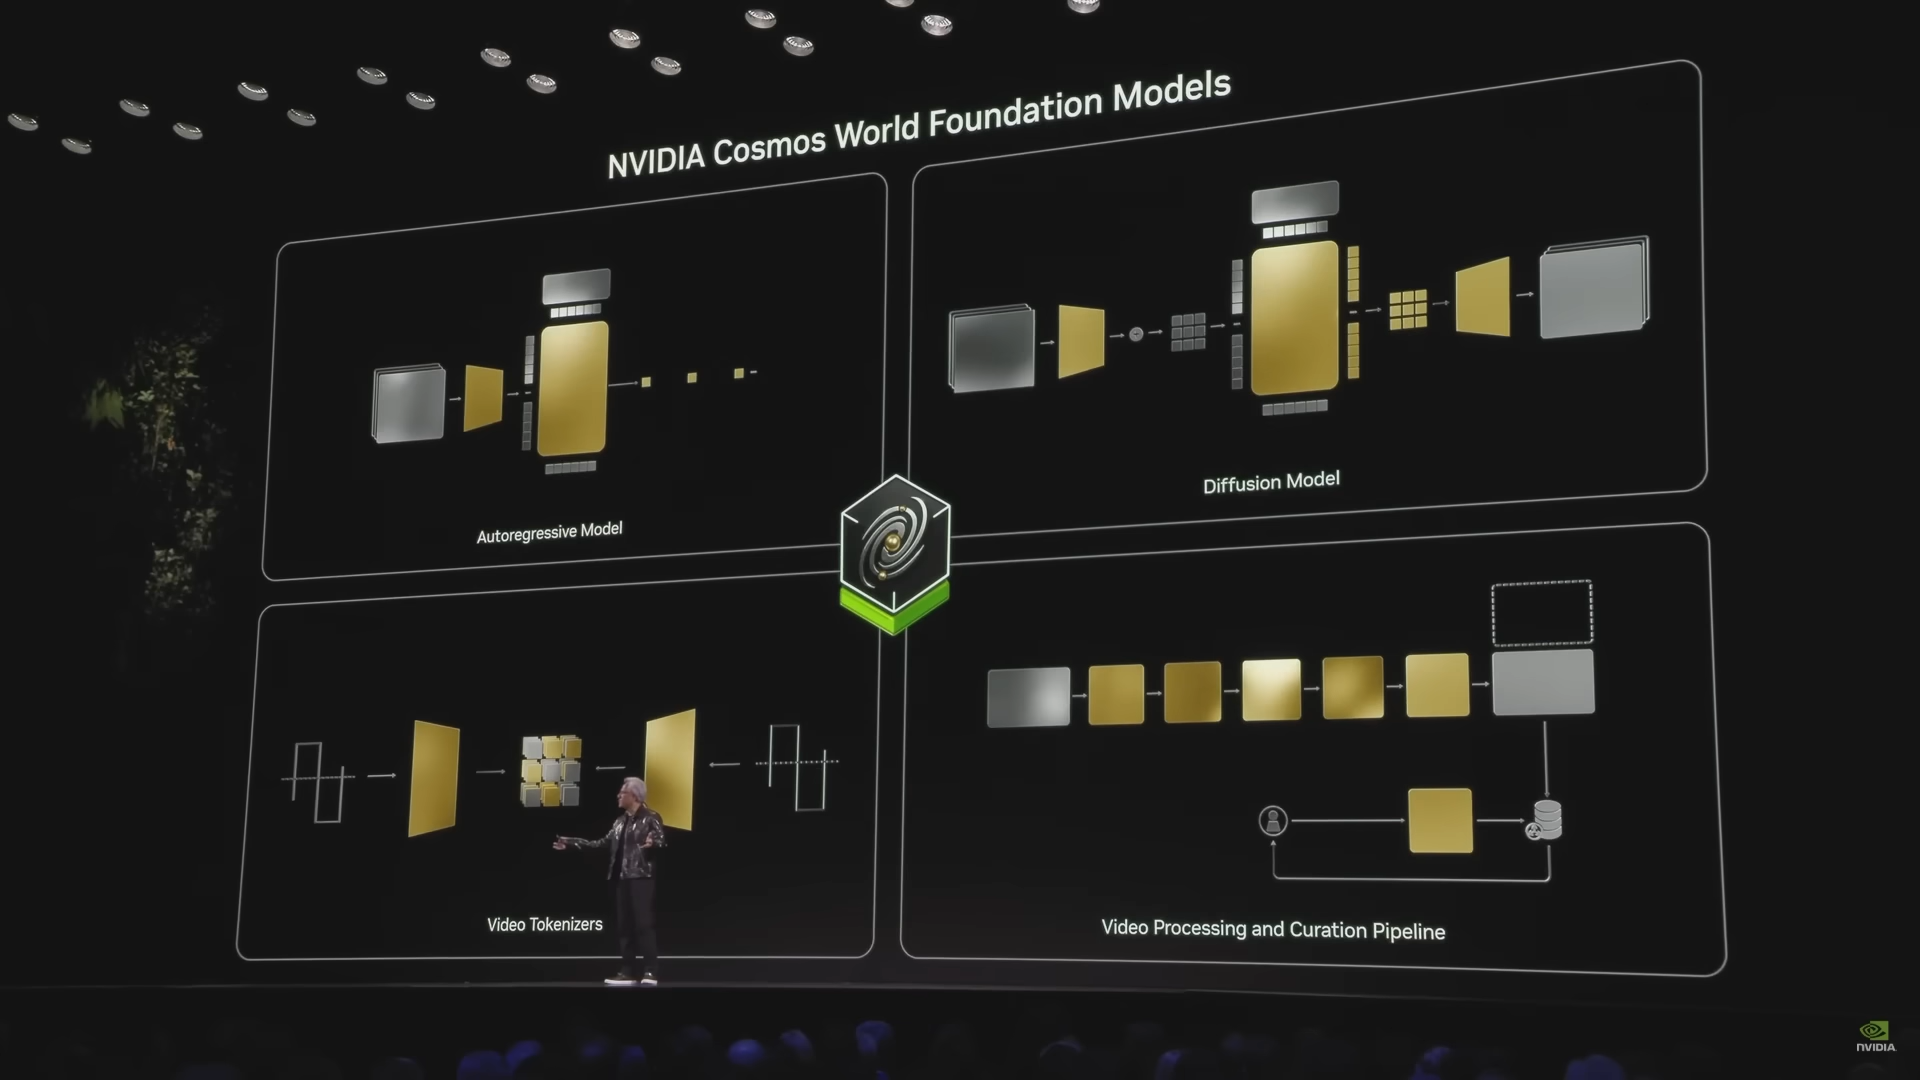 NVIDIA Cosmos World Foundation Models
Autoregressive Model
Diffusion Model
Video Tokenizers
Video Processing and Curation Pipeline
NVIDIA